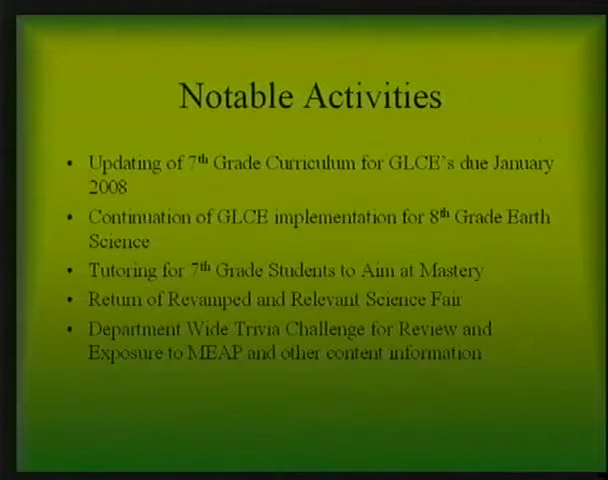 Notable Activities
• Updating of 7th Grade Curriculum for GLCE's due January
2008
• Continuation of GLCE implementation for 8th Grade Earth
Science
• Tutoring for 7th Grade Students to Aim at Mastery
• Return of Revamped and Relevant Science Fair
• Department Wide Trivia Challenge for Review and
Exposure to MEAP and other content information